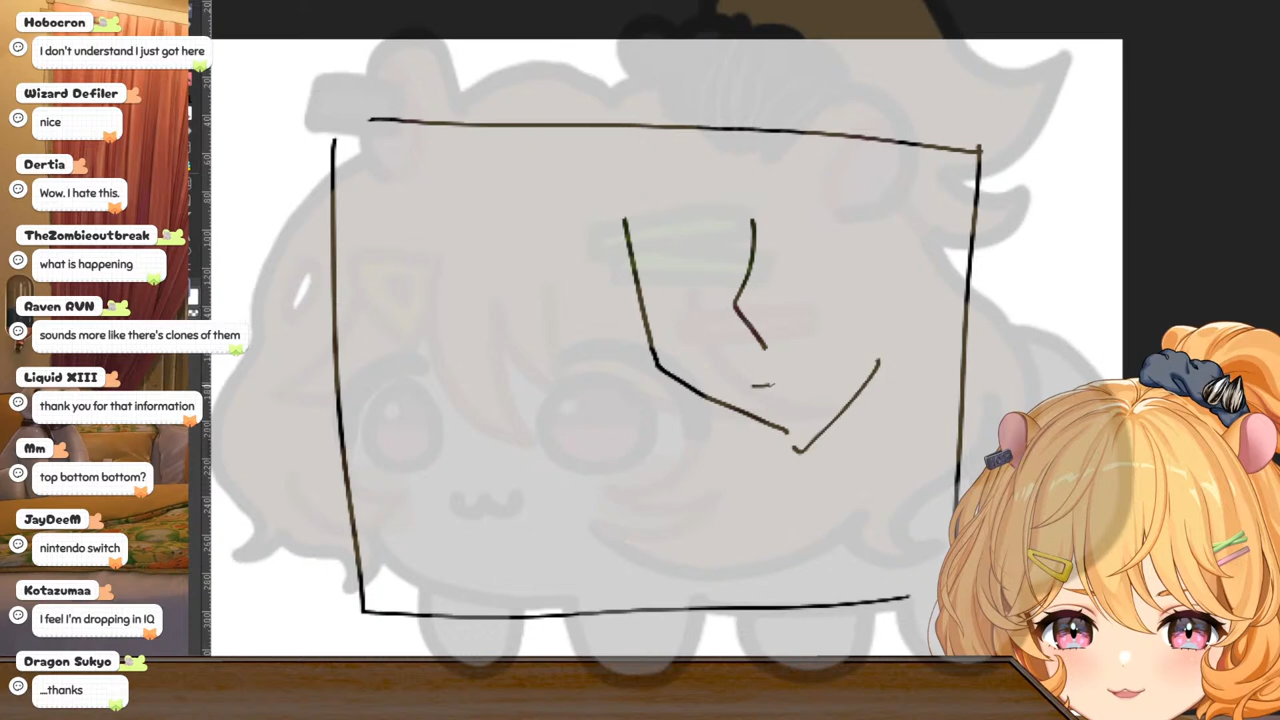 Hobocron
I don't understand I just got here
Wizard Defiler
nice
Dertia
Wow. I hate this.
TheZombieoutbreak
what is happening
Raven RVN
sounds more like there's clones of them
Liquid XIII
thank you for that information
Mm
top bottom bottom?
JayDeeM
nintendo switch
Kotazumaa
I feel I'm dropping in IQ
Dragon Sukyo
...thanks